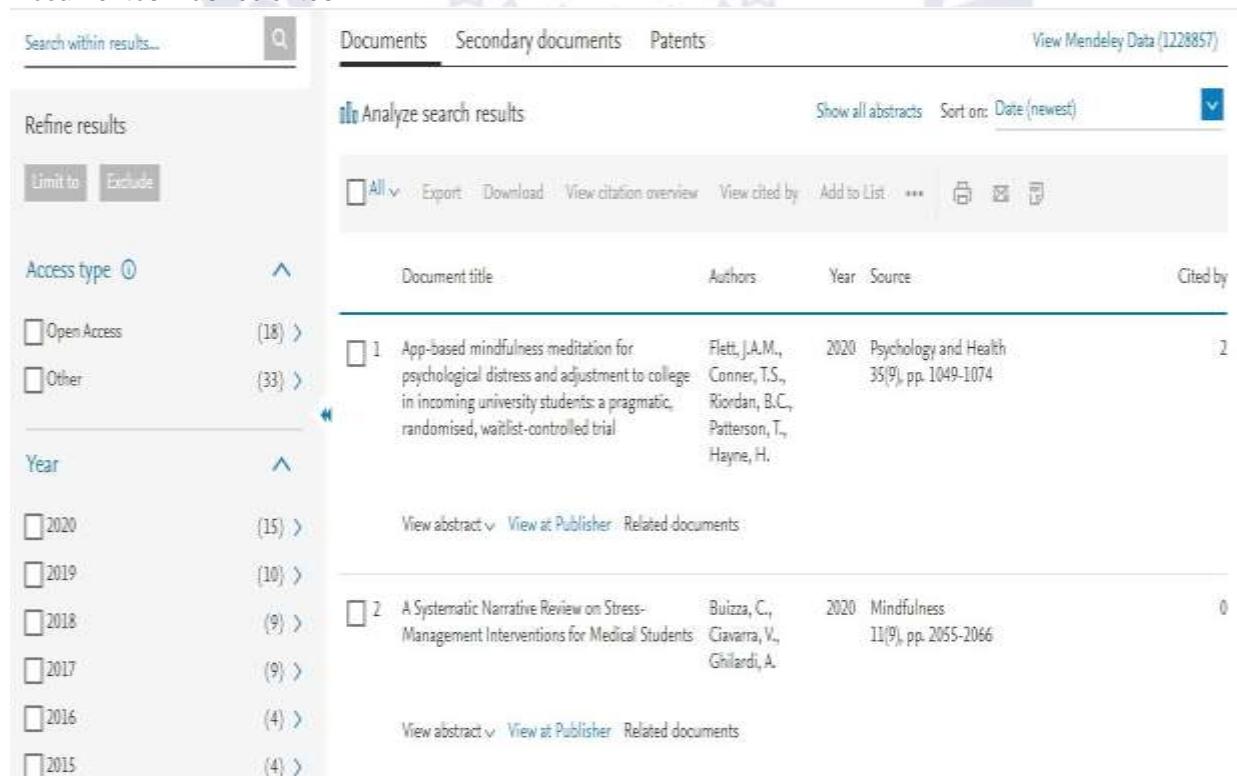 Search within results...
Documents Secondary documents Patents
View Mendeley Data (1228857)
Refine results
Limit to Exclude
Analyze search results
Show all abstracts Sort on: Date (newest)
All Export Download View citation overview View cited by Add to List ...
Access type
Open Access (18)
Other (33)
Year
2020 (15)
2019 (10)
2018 (9)
2017 (9)
2016 (4)
2015 (4)
Document title Authors Year Source Cited by
1 App-based mindfulness meditation for Flett, J.A.M., 2020 Psychology and Health 2
psychological distress and adjustment to college Conner, T.S., 35(9), pp. 1049-1074
in incoming university students: a pragmatic, Riordan, B.C.,
randomised, waitlist-controlled trial Patterson, T.,
Hayne, H.
View abstract View at Publisher Related documents
2 A Systematic Narrative Review on Stress- Buizza, C., 2020 Mindfulness 0
Management Interventions for Medical Students Ciavarra, V., 11(9), pp. 2055-2066
Ghilardi, A.
View abstract View at Publisher Related documents